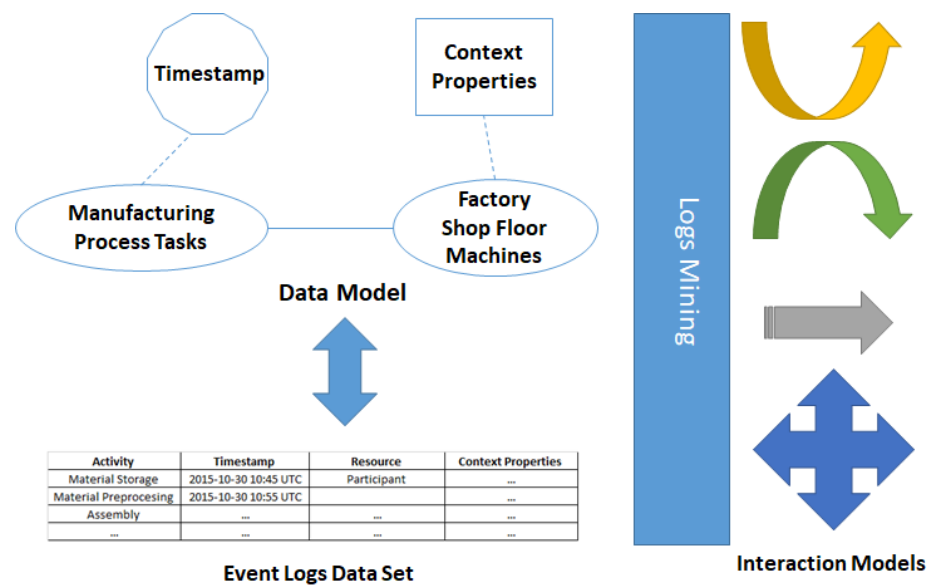 Timestamp
Context
Properties
Manufacturing
Process Tasks
Factory
Shop Floor
Machines
Data Model
Activity Timestamp Resource Context Properties
Material Storage 2015-10-30 10:45 UTC Participant ...
Material Preprocesing 2015-10-30 10:55 UTC ...
Assembly ... ... ...
... ... ... ...
Event Logs Data Set
Logs Mining
Interaction Models